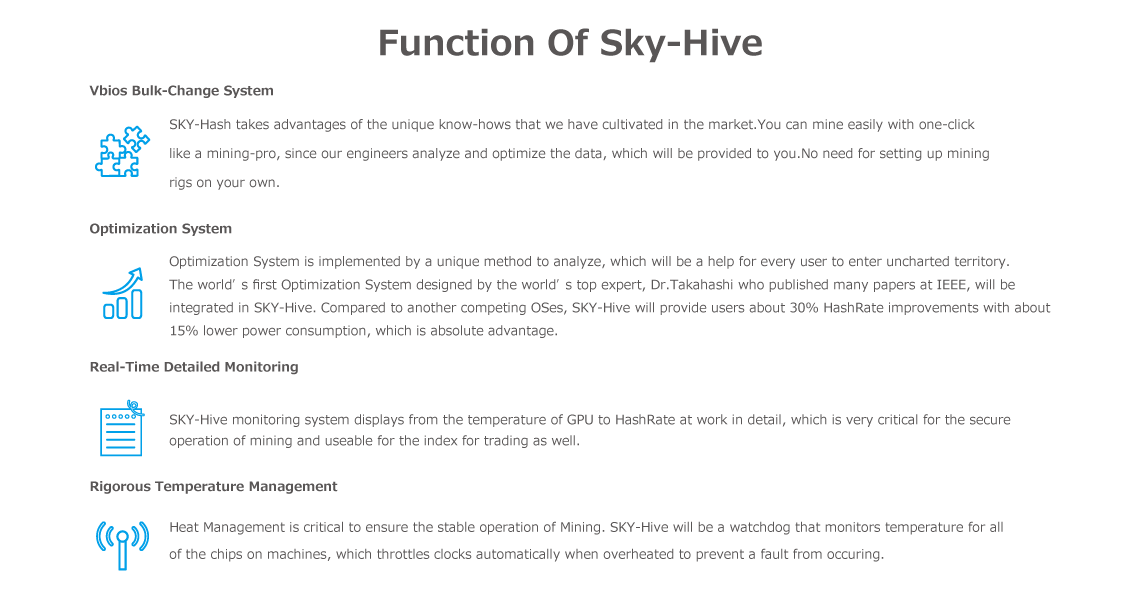 Function Of Sky-Hive
Vbios Bulk-Change System
SKY-Hash takes advantages of the unique know-hows that we have cultivated in the market.You can mine easily with one-click
like a mining-pro, since our engineers analyze and optimize the data, which will be provided to you.No need for setting up mining
rigs on your own.
Optimization System
Optimization System is implemented by a unique method to analyze, which will be a help for every user to enter uncharted territory.
The world’s first Optimization System designed by the world’s top expert, Dr.Takahashi who published many papers at IEEE, will be
integrated in SKY-Hive. Compared to another competing OSes, SKY-Hive will provide users about 30% HashRate improvements with about
15% lower power consumption, which is absolute advantage.
Real-Time Detailed Monitoring
SKY-Hive monitoring system displays from the temperature of GPU to HashRate at work in detail, which is very critical for the secure
operation of mining and useable for the index for trading as well.
Rigorous Temperature Management
Heat Management is critical to ensure the stable operation of Mining. SKY-Hive will be a watchdog that monitors temperature for all
of the chips on machines, which throttles clocks automatically when overheated to prevent a fault from occuring.